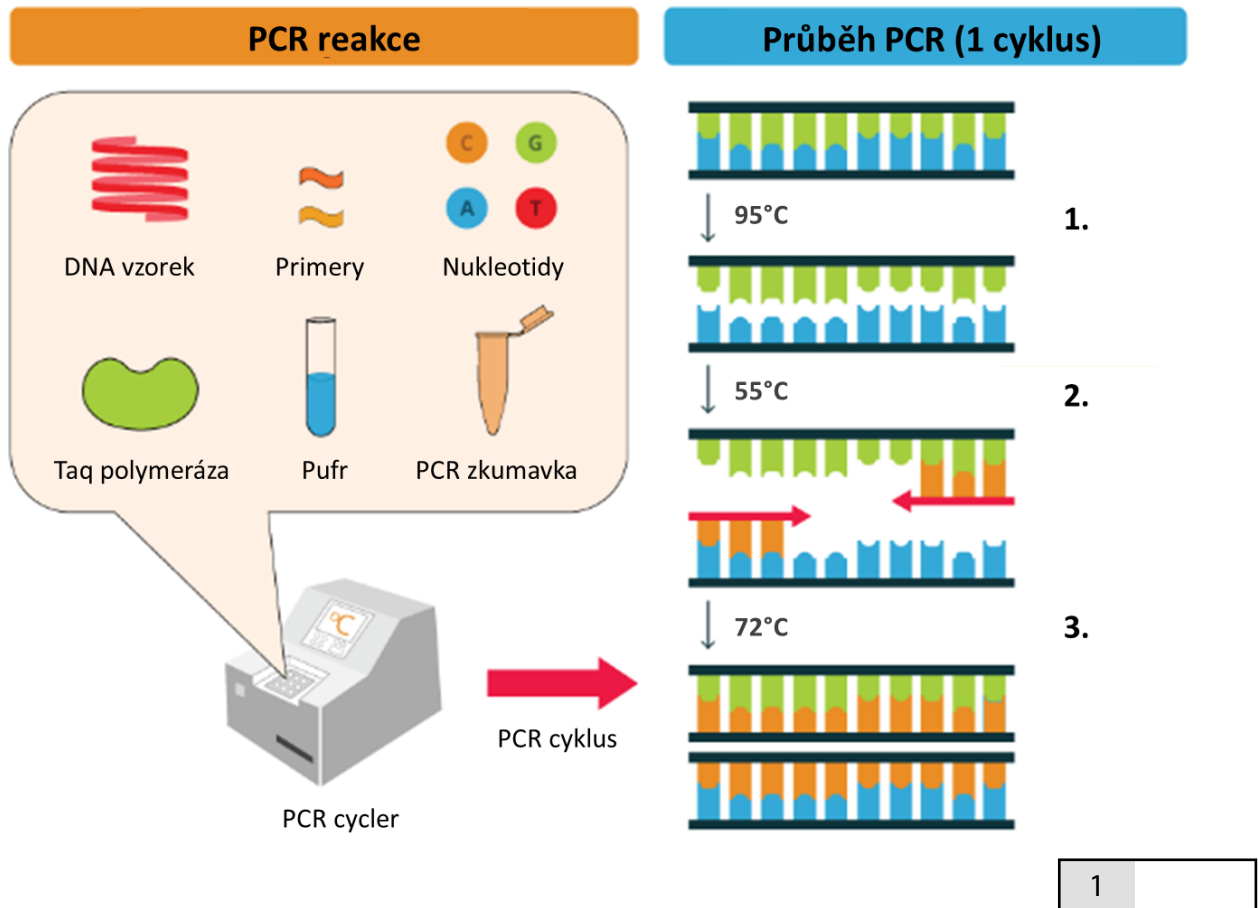 PCR reakce
Průběh PCR (1 cyklus)
C
G
A
T
DNA vzorek
Primery
Nukleotidy
Taq polymeráza
Pufr
PCR zkumavka
°C
PCR cyklus
PCR cycler
95°C
1.
55°C
2.
72°C
3.
1